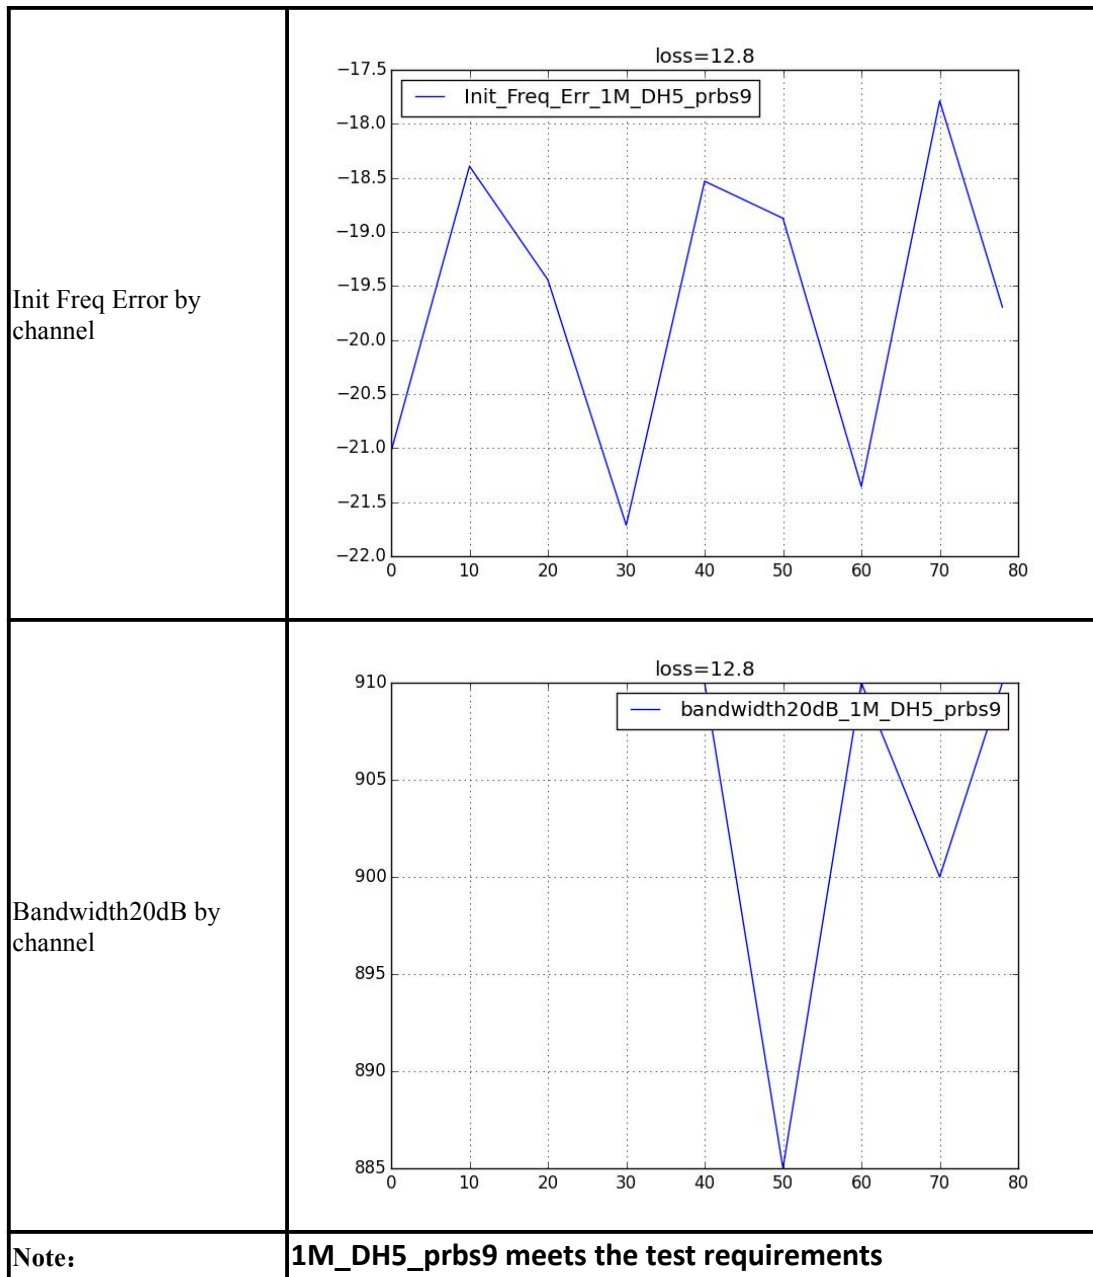 Init Freq Error by
channel
loss=12.8
Init_Freq_Err_1M_DH5_prbs9
−17.5
−18.0
−18.5
−19.0
−19.5
−20.0
−20.5
−21.0
−21.5
−22.0
0 10 20 30 40 50 60 70 80
Bandwidth20dB by
channel
loss=12.8
bandwidth20dB_1M_DH5_prbs9
910
905
900
895
890
885
0 10 20 30 40 50 60 70 80
Note： 1M_DH5_prbs9 meets the test requirements